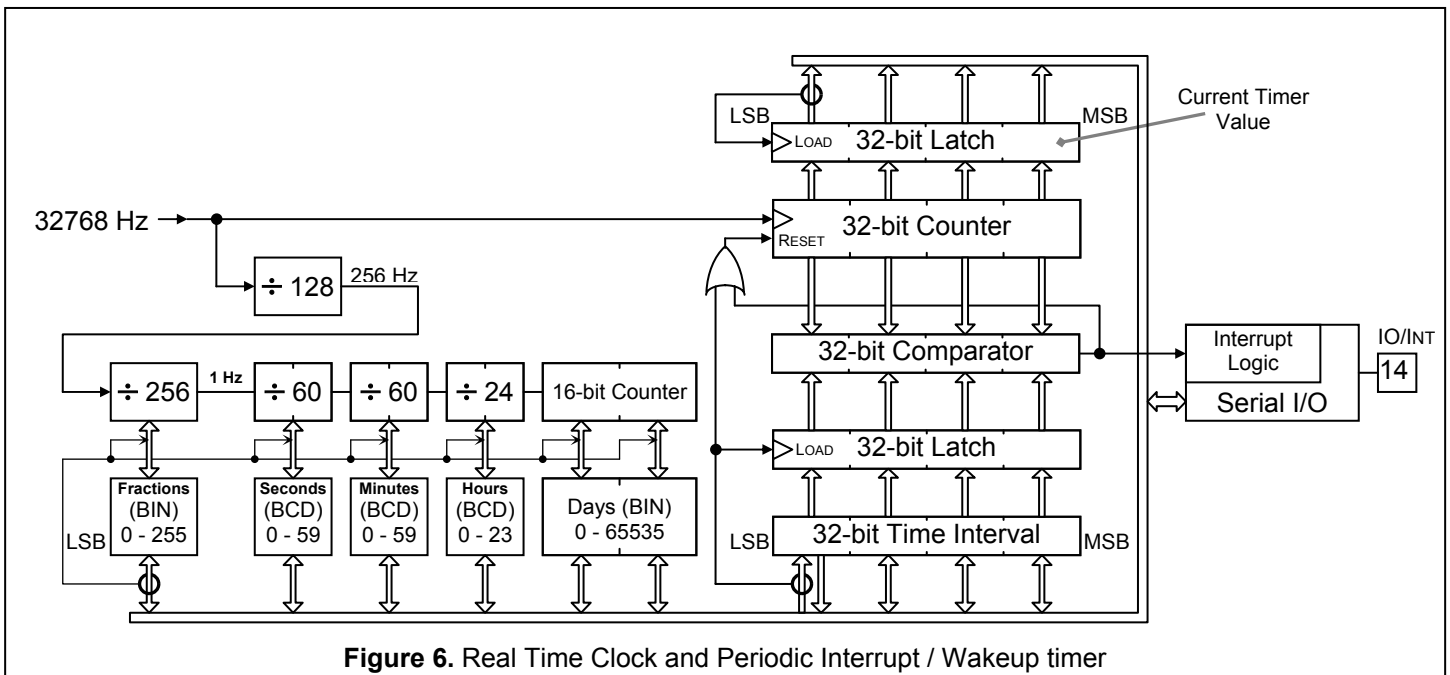 LSB
MSB
Current Timer
Value
LOAD
32-bit Latch
32768 Hz
32-bit Counter
RESET
÷ 128
256 Hz
32-bit Comparator
Interrupt
Logic
Serial I/O
IO/INT
14
÷ 256
1 Hz
÷ 60
÷ 60
÷ 24
16-bit Counter
LOAD
32-bit Latch
Fractions
(BIN)
0 - 255
Seconds
(BCD)
0 - 59
Minutes
(BCD)
0 - 59
Hours
(BCD)
0 - 23
Days (BIN)
0 - 65535
LSB
LSB
32-bit Time Interval
MSB
Figure 6. Real Time Clock and Periodic Interrupt / Wakeup timer